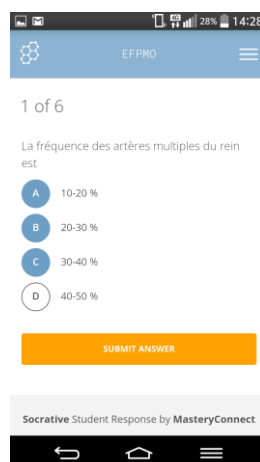 4G 28% 14:28
EFPMO
1 of 6
La fréquence des artères multiples du rein
est
A 10-20 %
B 20-30 %
C 30-40 %
D 40-50 %
SUBMIT ANSWER
Socrative Student Response by MasteryConnect